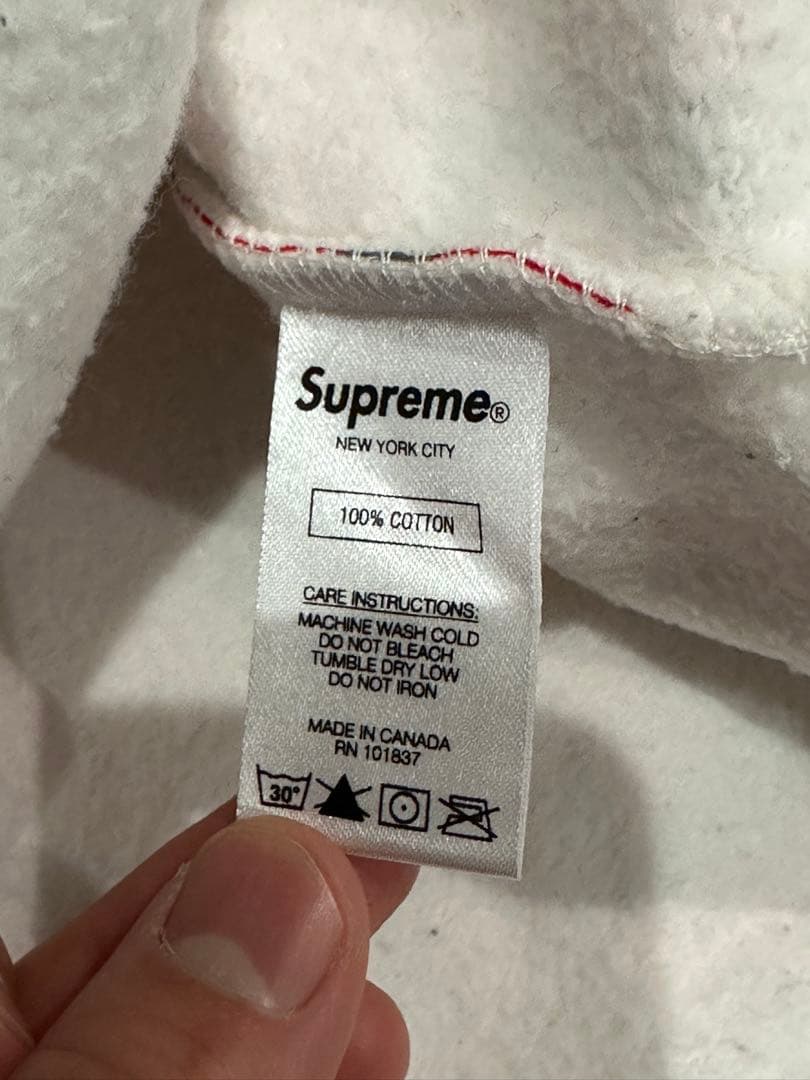 Supreme®
NEW YORK CITY
100% COTTON
CARE INSTRUCTIONS:
MACHINE WASH COLD
DO NOT BLEACH
TUMBLE DRY LOW
DO NOT IRON
MADE IN CANADA
RN 101837
30°